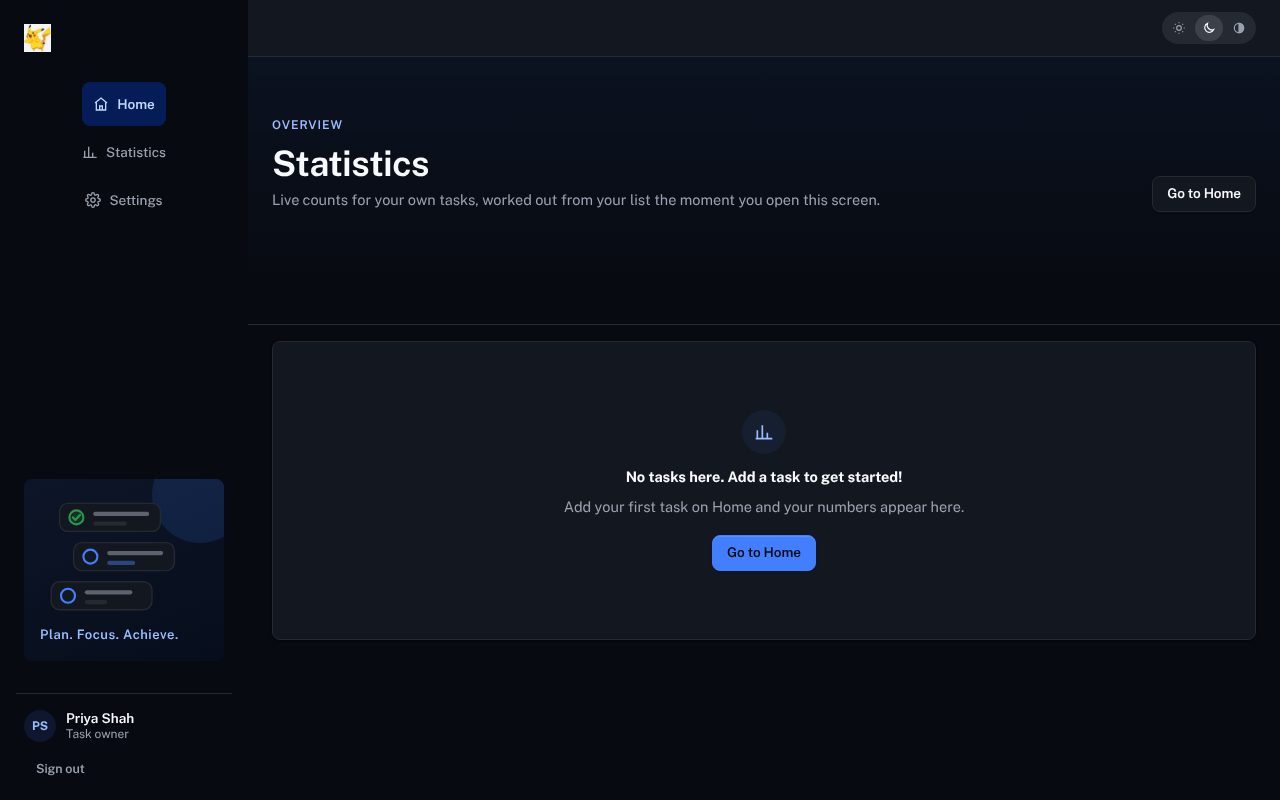 Home
Statistics
Settings
Plan. Focus. Achieve.
PS
Priya Shah
Task owner
Sign out
OVERVIEW
Statistics
Live counts for your own tasks, worked out from your list the moment you open this screen.
Go to Home
No tasks here. Add a task to get started!
Add your first task on Home and your numbers appear here.
Go to Home